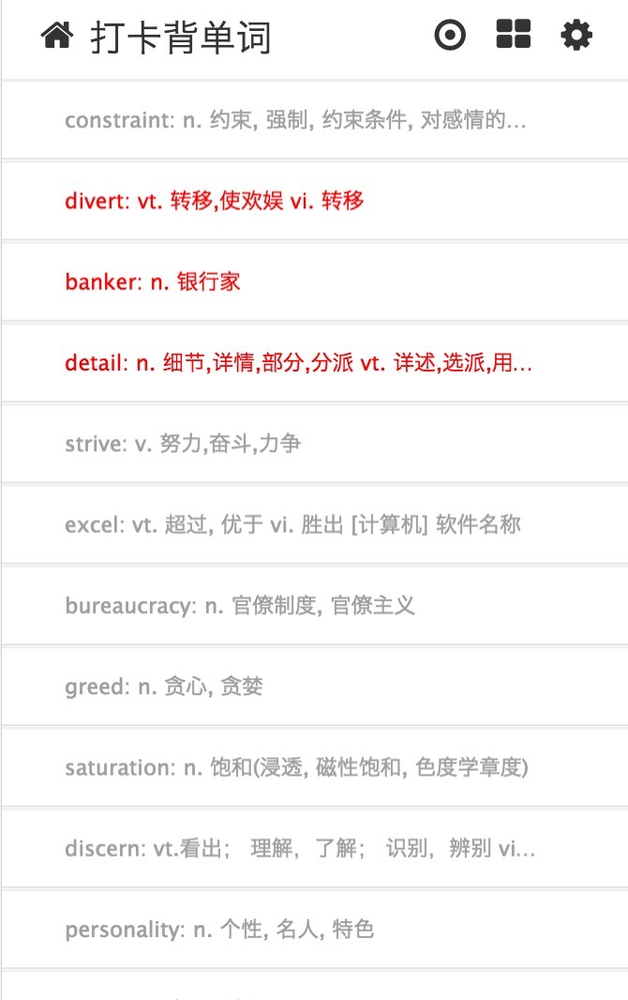 打卡背单词
constraint: n. 约束, 强制, 约束条件, 对感情的…
divert: vt. 转移,使欢娱 vi. 转移
banker: n. 银行家
detail: n. 细节,详情,部分,分派 vt. 详述,选派,用…
strive: v. 努力,奋斗,力争
excel: vt. 超过, 优于 vi. 胜出 [计算机] 软件名称
bureaucracy: n. 官僚制度, 官僚主义
greed: n. 贪心, 贪婪
saturation: n. 饱和(浸透, 磁性饱和, 色度学章度)
discern: vt.看出； 理解，了解； 识别，辨别 vi…
personality: n. 个性, 名人, 特色